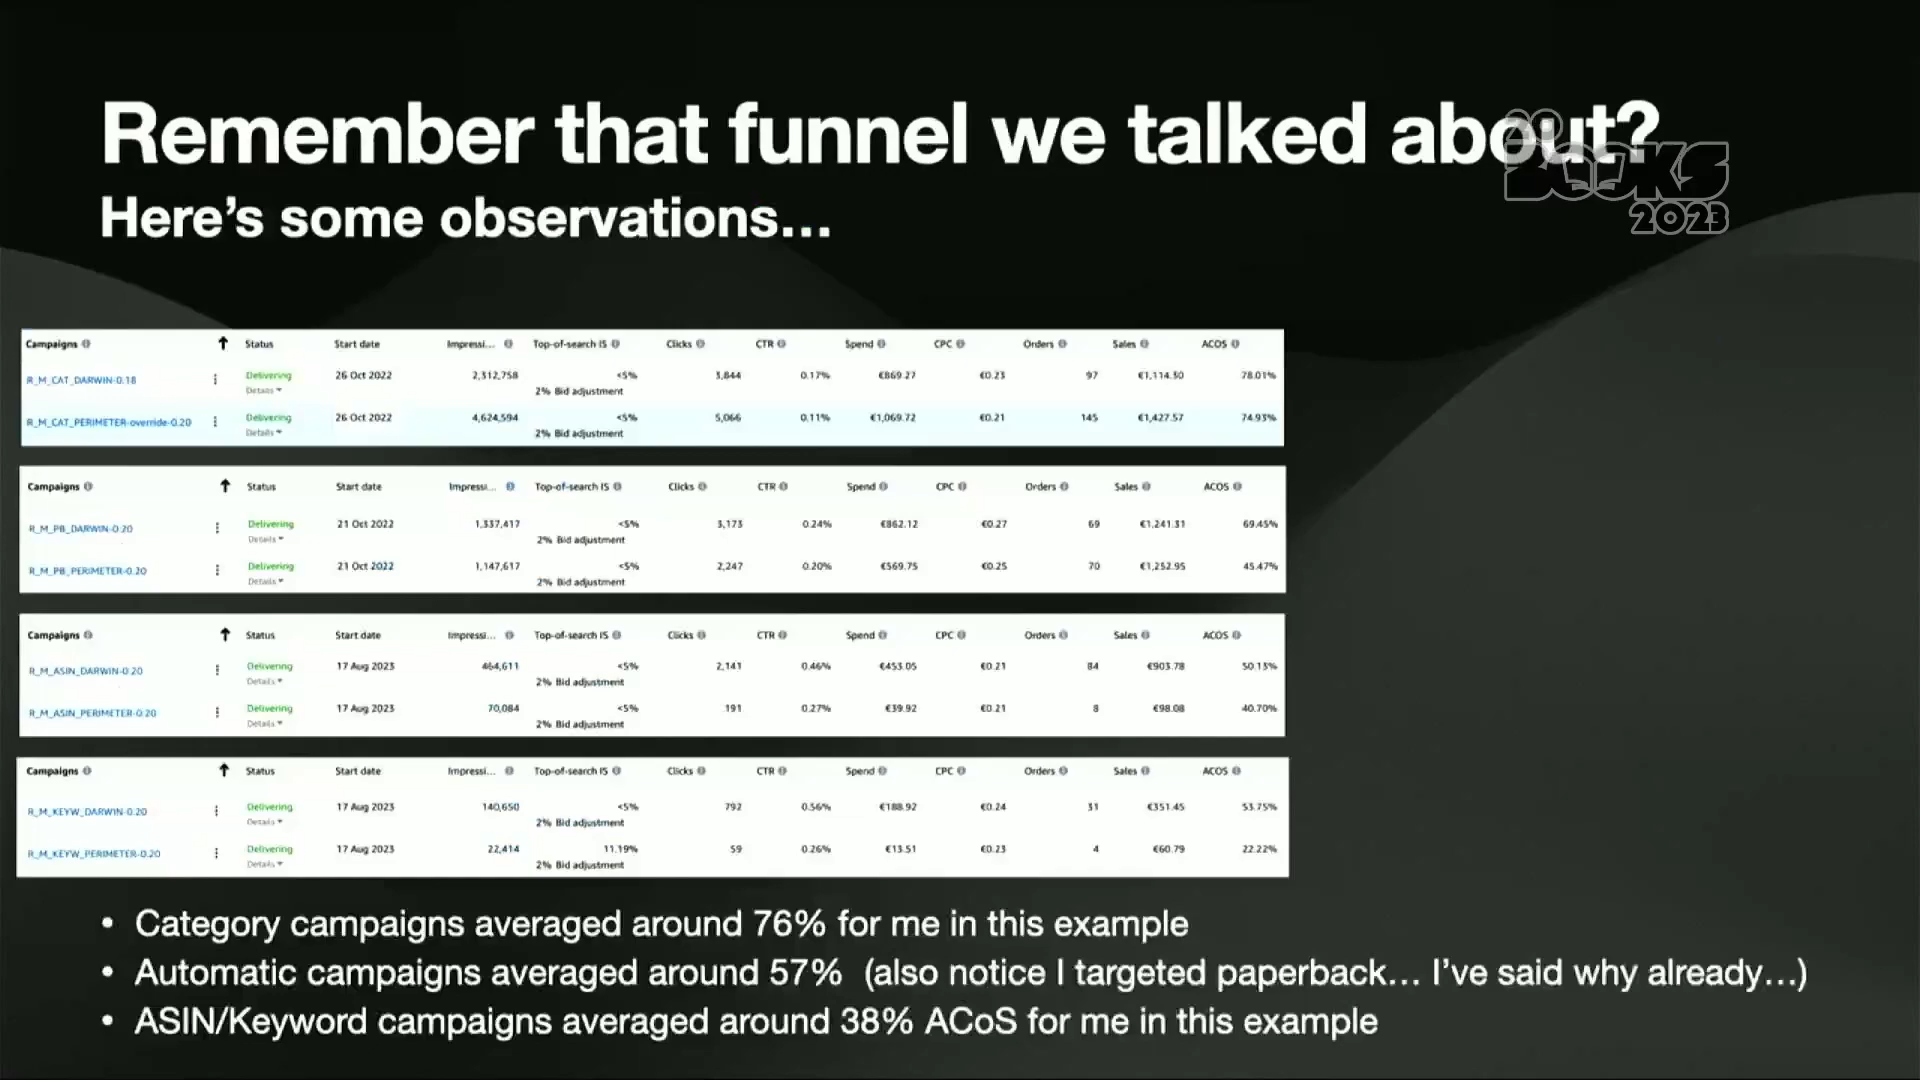 Remember that funnel we talked about?
20
BOOKS
2023
Here's some observations...
Campaigns Status Start date Impressi... Top-of-search IS Clicks CTR Spend CPC Orders Sales ACOS
R_M_CAT_DARWIN-0.18 Delivering 26 Oct 2022 2,312,758 <5% 3,844 0.17% €869.27 €0.23 97 €1,114.30 78.01%
Details 2% Bid adjustment
R_M_CAT_PERIMETER-override-0.20 Delivering 26 Oct 2022 4,624,594 <5% 5,066 0.11% €1,069.72 €0.21 145 €1,427.57 74.93%
Details 2% Bid adjustment
Campaigns Status Start date Impressi... Top-of-search IS Clicks CTR Spend CPC Orders Sales ACOS
R_M_PB_DARWIN-0.20 Delivering 21 Oct 2022 1,337,417 <5% 3,173 0.24% €862.12 €0.27 69 €1,241.31 69.45%
Details 2% Bid adjustment
R_M_PB_PERIMETER-0.20 Delivering 21 Oct 2022 1,147,617 <5% 2,247 0.20% €569.75 €0.25 70 €1,252.95 45.47%
Details 2% Bid adjustment
Campaigns Status Start date Impressi... Top-of-search IS Clicks CTR Spend CPC Orders Sales ACOS
R_M_ASIN_DARWIN-0.20 Delivering 17 Aug 2023 464,611 <5% 2,141 0.46% €453.05 €0.21 84 €903.78 50.13%
Details 2% Bid adjustment
R_M_ASIN_PERIMETER-0.20 Delivering 17 Aug 2023 70,084 <5% 191 0.27% €39.92 €0.21 8 €98.08 40.70%
Details 2% Bid adjustment
Campaigns Status Start date Impressi... Top-of-search IS Clicks CTR Spend CPC Orders Sales ACOS
R_M_KEYW_DARWIN-0.20 Delivering 17 Aug 2023 140,650 <5% 792 0.56% €188.92 €0.24 31 €351.45 53.75%
Details 2% Bid adjustment
R_M_KEYW_PERIMETER-0.20 Delivering 17 Aug 2023 22,414 11.19% 59 0.26% €13.51 €0.23 4 €60.79 22.22%
Details 2% Bid adjustment
• Category campaigns averaged around 76% for me in this example
• Automatic campaigns averaged around 57% (also notice I targeted paperback... I've said why already...)
• ASIN/Keyword campaigns averaged around 38% ACoS for me in this example